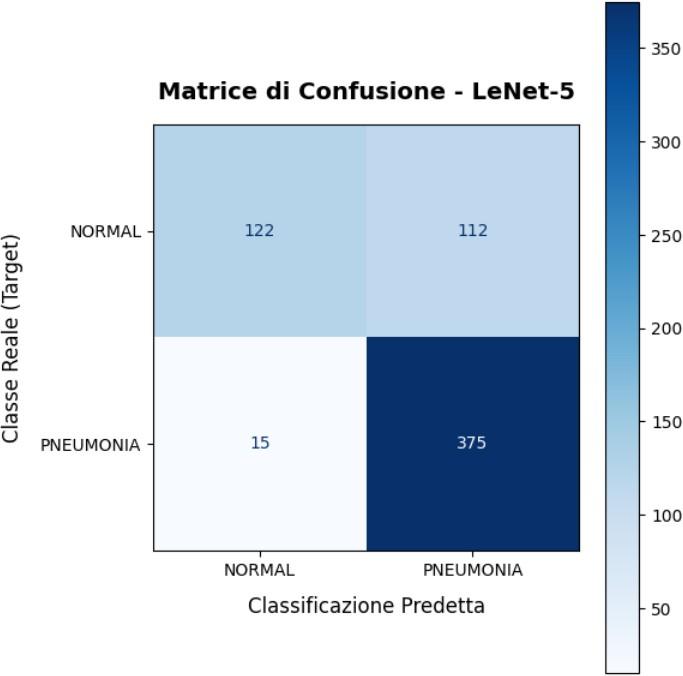 Matrice di Confusione - LeNet-5
Classe Reale (Target)
NORMAL
122
112
PNEUMONIA
15
375
NORMAL
PNEUMONIA
Classificazione Predetta
350
300
250
200
150
100
50